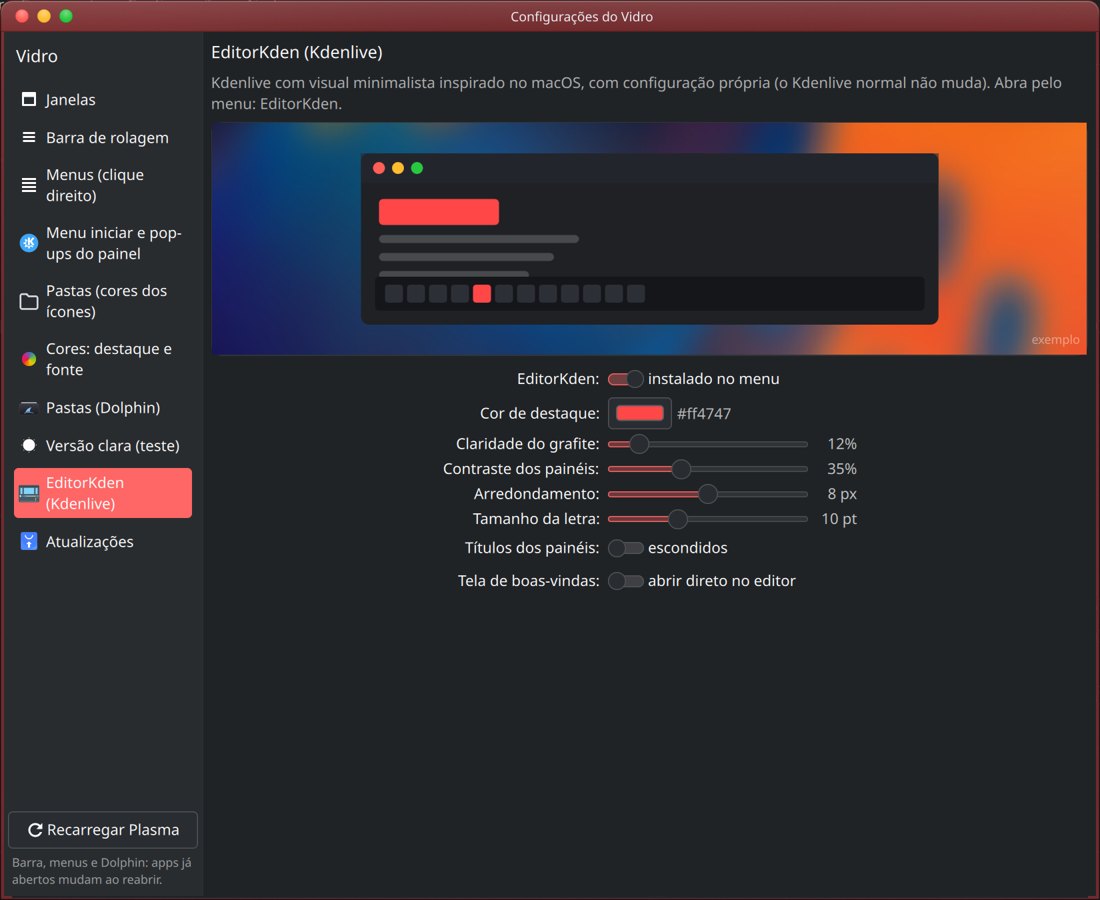 Configurações do Vidro
Vidro
Janelas
Barra de rolagem
Menus (clique
direito)
Menu iniciar e pop-
ups do painel
Pastas (cores dos
ícones)
Cores: destaque e
fonte
Pastas (Dolphin)
Versão clara (teste)
EditorKden
(Kdenlive)
Atualizações
Recarregar Plasma
Barra, menus e Dolphin: apps já
abertos mudam ao reabrir.
EditorKden (Kdenlive)
Kdenlive com visual minimalista inspirado no macOS, com configuração própria (o Kdenlive normal não muda). Abra pelo
menu: EditorKden.
exemplo
EditorKden: instalado no menu
Cor de destaque: #ff4747
Claridade do grafite: 12%
Contraste dos painéis: 35%
Arredondamento: 8 px
Tamanho da letra: 10 pt
Títulos dos painéis: escondidos
Tela de boas-vindas: abrir direto no editor